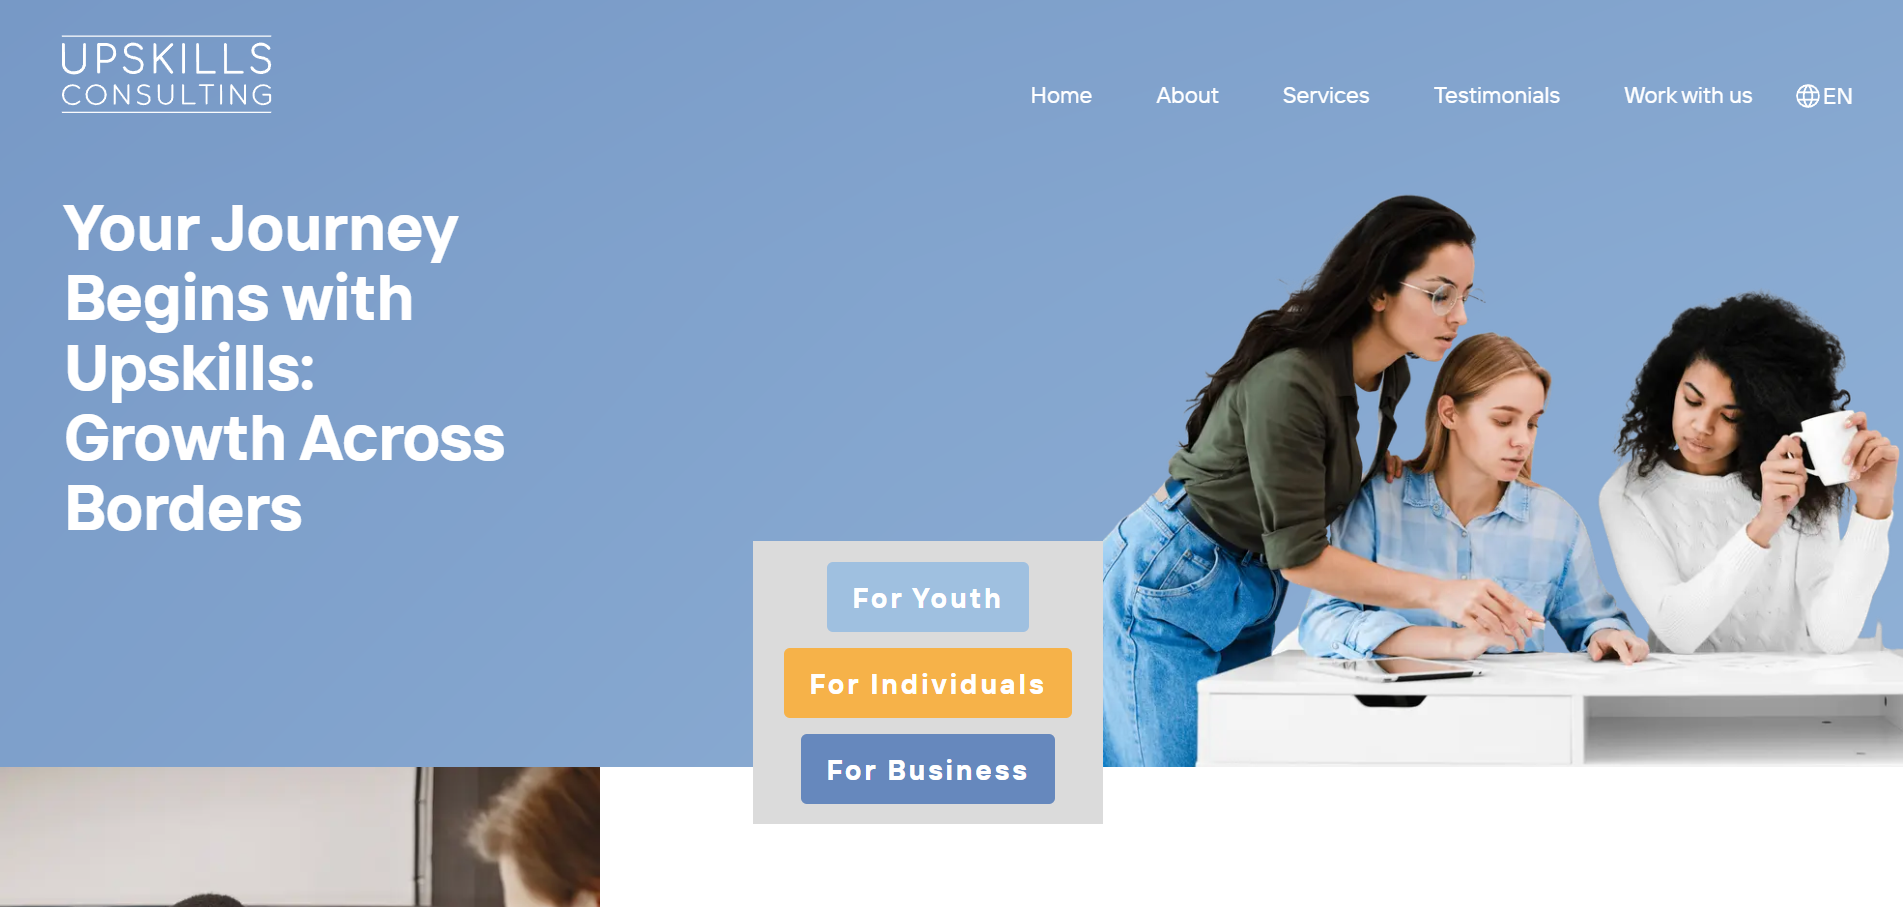 UPSKILLS
CONSULTING
Home About Services Testimonials Work with us EN
Your Journey
Begins with
Upskills:
Growth Across
Borders
For Youth
For Individuals
For Business